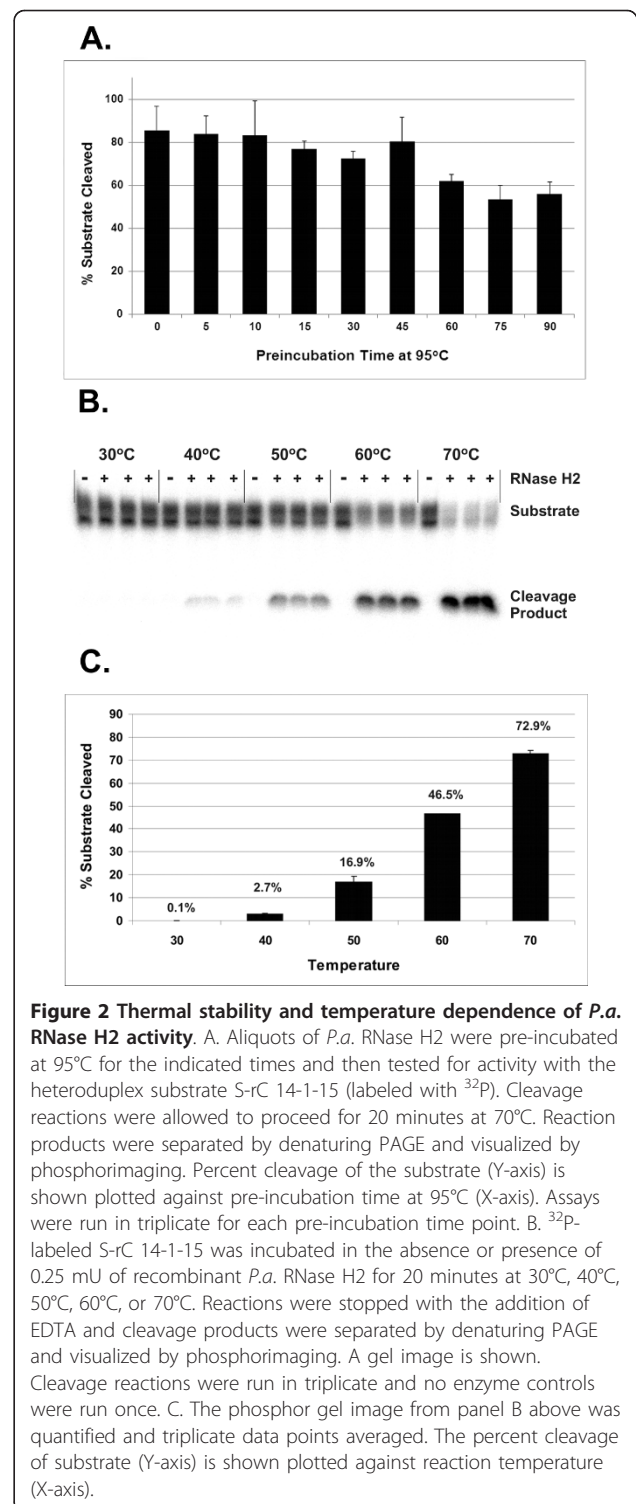 A.
100
80
60
40
20
0
% Substrate Cleaved
0 5 10 15 30 45 60 75 90
Preincubation Time at 95ºC
B.
30ºC 40ºC 50ºC 60ºC 70ºC
- + + + - + + + - + + + - + + + - + + + RNase H2
Substrate
Cleavage
Product
C.
90
80
70
60
50
40
30
20
10
0
% Substrate Cleaved
0.1% 2.7% 16.9% 46.5% 72.9%
30 40 50 60 70
Temperature
Figure 2 Thermal stability and temperature dependence of P.a.
RNase H2 activity. A. Aliquots of P.a. RNase H2 were pre-incubated
at 95°C for the indicated times and then tested for activity with the
heteroduplex substrate S-rC 14-1-15 (labeled with ³²P). Cleavage
reactions were allowed to proceed for 20 minutes at 70°C. Reaction
products were separated by denaturing PAGE and visualized by
phosphorimaging. Percent cleavage of the substrate (Y-axis) is
shown plotted against pre-incubation time at 95°C (X-axis). Assays
were run in triplicate for each pre-incubation time point. B. ³²P-
labeled S-rC 14-1-15 was incubated in the absence or presence of
0.25 mU of recombinant P.a. RNase H2 for 20 minutes at 30°C, 40°C,
50°C, 60°C, or 70°C. Reactions were stopped with the addition of
EDTA and cleavage products were separated by denaturing PAGE
and visualized by phosphorimaging. A gel image is shown.
Cleavage reactions were run in triplicate and no enzyme controls
were run once. C. The phosphor gel image from panel B above was
quantified and triplicate data points averaged. The percent cleavage
of substrate (Y-axis) is shown plotted against reaction temperature
(X-axis).